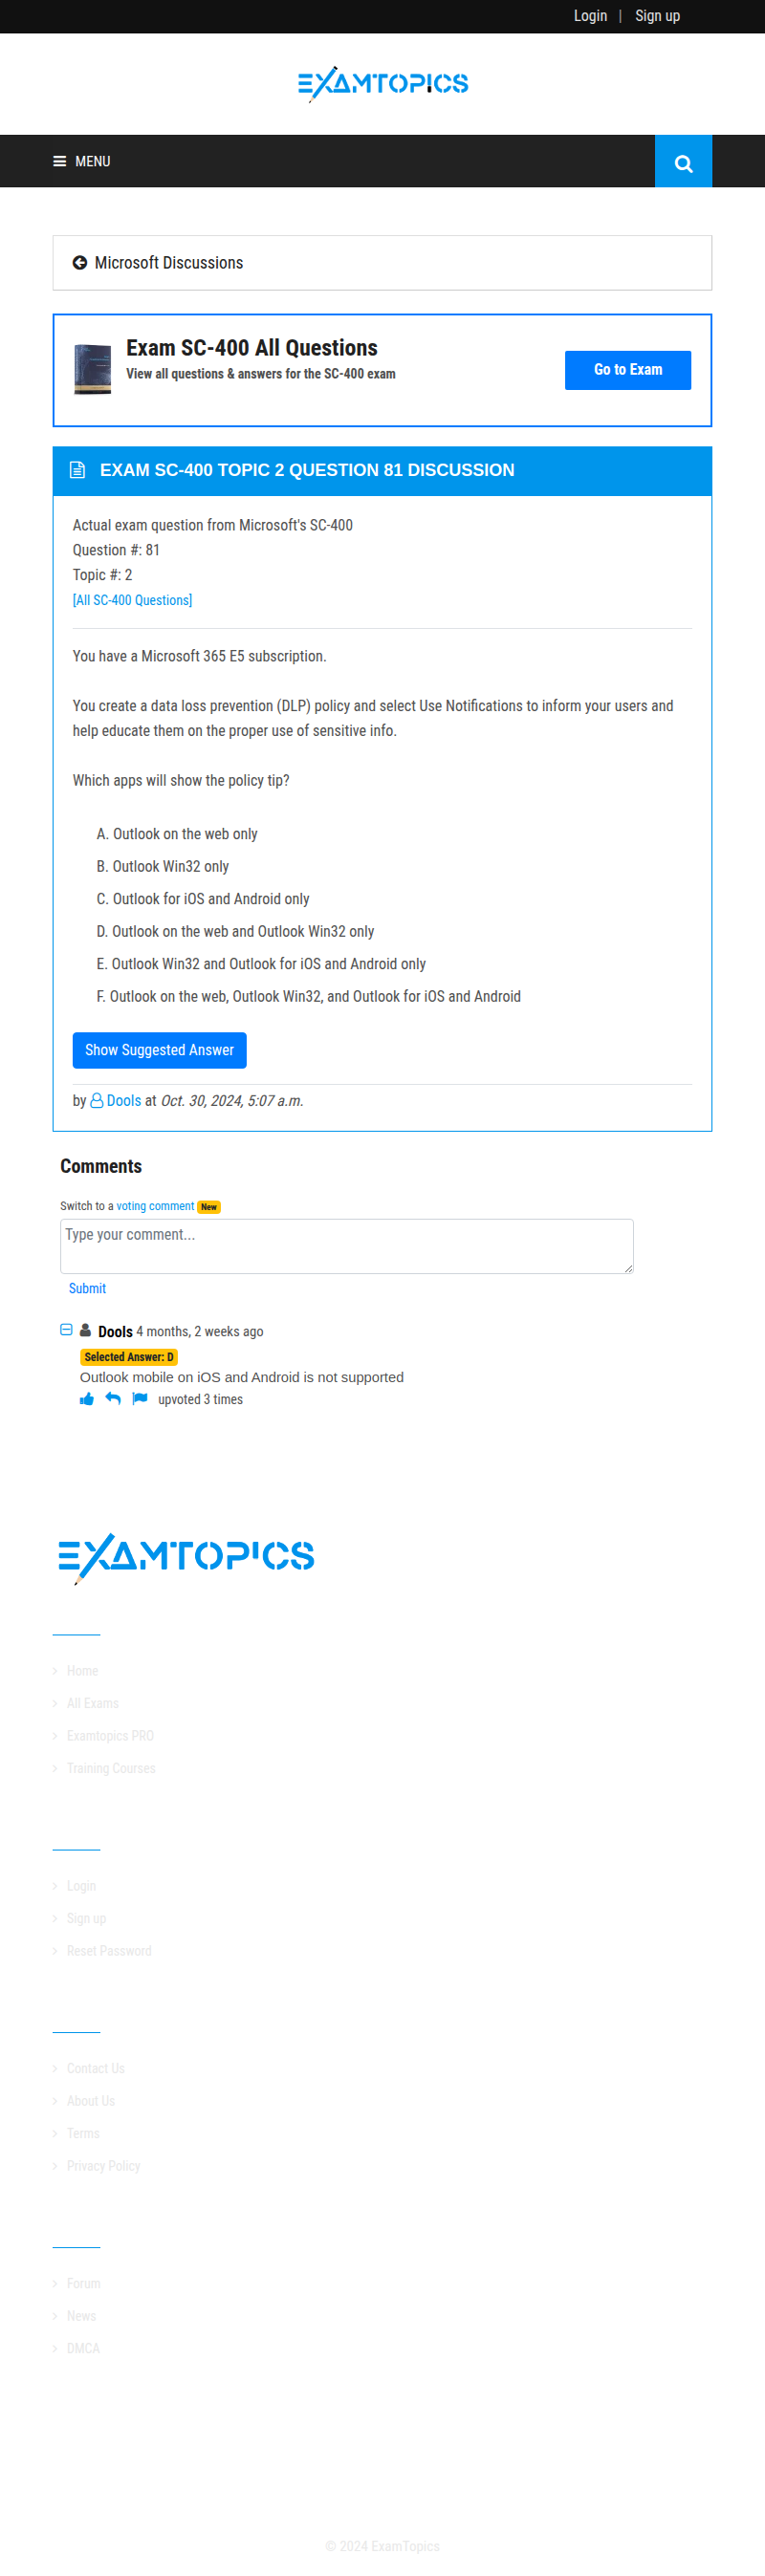 Login | Sign up
EXAMTOPICS
MENU
Microsoft Discussions
Exam SC-400 All Questions
View all questions & answers for the SC-400 exam
Go to Exam
EXAM SC-400 TOPIC 2 QUESTION 81 DISCUSSION
Actual exam question from Microsoft's SC-400
Question #: 81
Topic #: 2
[All SC-400 Questions]
You have a Microsoft 365 E5 subscription.
You create a data loss prevention (DLP) policy and select Use Notifications to inform your users and
help educate them on the proper use of sensitive info.
Which apps will show the policy tip?
A. Outlook on the web only
B. Outlook Win32 only
C. Outlook for iOS and Android only
D. Outlook on the web and Outlook Win32 only
E. Outlook Win32 and Outlook for iOS and Android only
F. Outlook on the web, Outlook Win32, and Outlook for iOS and Android
Show Suggested Answer
by Dools at Oct. 30, 2024, 5:07 a.m.
Comments
Switch to a voting comment New
Type your comment...
Submit
Dools 4 months, 2 weeks ago
Selected Answer: D
Outlook mobile on iOS and Android is not supported
upvoted 3 times
EXAMTOPICS
Home
All Exams
Examtopics PRO
Training Courses
Login
Sign up
Reset Password
Contact Us
About Us
Terms
Privacy Policy
Forum
News
DMCA
© 2024 ExamTopics